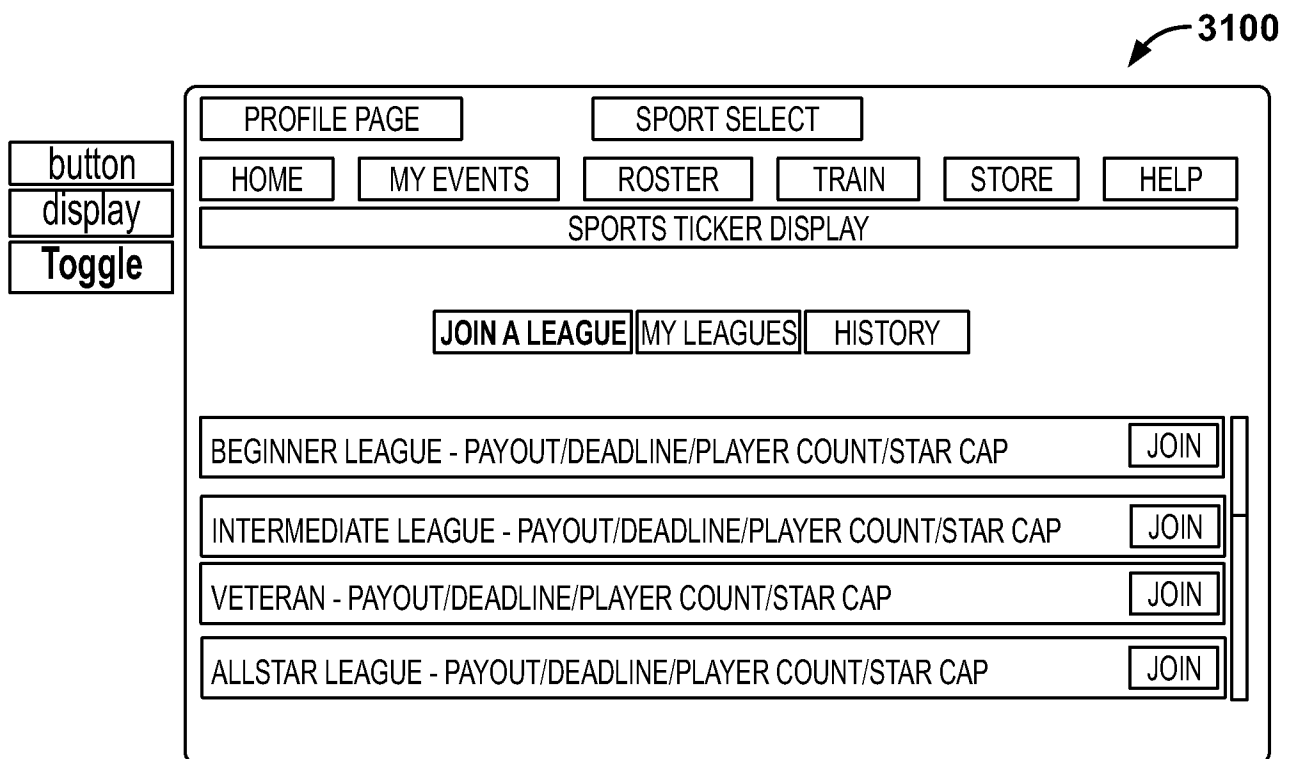 3100
PROFILE PAGE SPORT SELECT
button
display
Toggle
HOME MY EVENTS ROSTER TRAIN STORE HELP
SPORTS TICKER DISPLAY
JOIN A LEAGUE MY LEAGUES HISTORY
BEGINNER LEAGUE - PAYOUT/DEADLINE/PLAYER COUNT/STAR CAP JOIN
INTERMEDIATE LEAGUE - PAYOUT/DEADLINE/PLAYER COUNT/STAR CAP JOIN
VETERAN - PAYOUT/DEADLINE/PLAYER COUNT/STAR CAP JOIN
ALLSTAR LEAGUE - PAYOUT/DEADLINE/PLAYER COUNT/STAR CAP JOIN